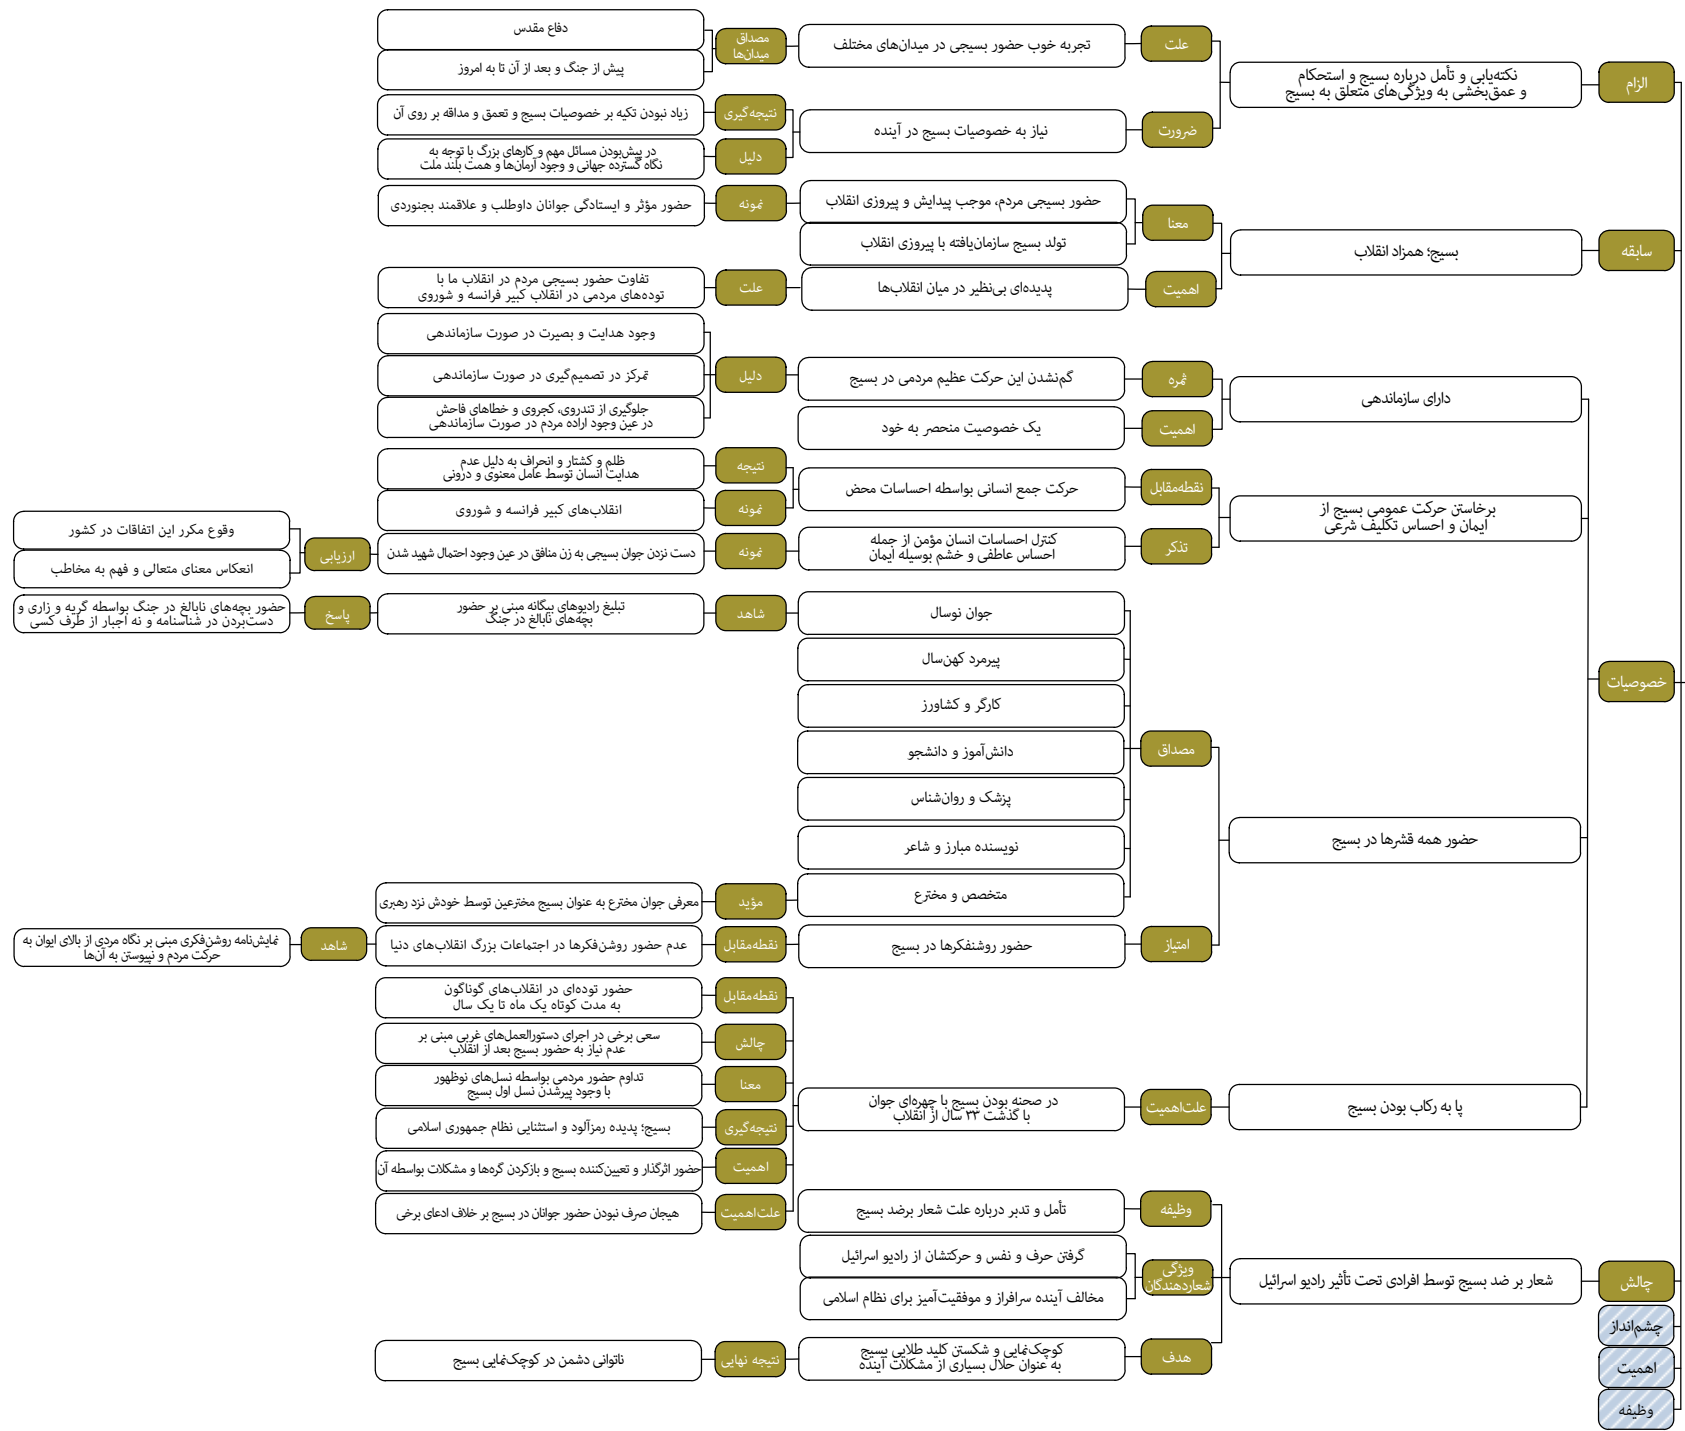 الزام
نکته‌یابی و تأمل درباره بسیج و استحکام
و عمق‌بخشی به ویژگی‌های متعلق به بسیج
علت
تجربه خوب حضور بسیجی در میدان‌های مختلف
مصداق
میدان‌ها
دفاع مقدس
پیش از جنگ و بعد از آن تا به امروز
ضرورت
نیاز به خصوصیات بسیج در آینده
نتیجه‌گیری
زیاد نبودن تکیه بر خصوصیات بسیج و تعمق و مداقه بر روی آن
دلیل
در پیش‌بودن مسائل مهم و کارهای بزرگ با توجه به
نگاه گسترده جهانی و وجود آرمان‌ها و همت بلند ملت
سابقه
بسیج؛ همزاد انقلاب
معنا
حضور بسیجی مردم، موجب پیدایش و پیروزی انقلاب
نمونه
حضور مؤثر و ایستادگی جوانان داوطلب و علاقمند بجنوردی
تولد بسیج سازمان‌یافته با پیروزی انقلاب
اهمیت
پدیده‌ای بی‌نظیر در میان انقلاب‌ها
علت
تفاوت حضور بسیجی مردم در انقلاب ما با
توده‌های مردمی در انقلاب کبیر فرانسه و شوروی
خصوصیات
دارای سازماندهی
ثمره
گم‌نشدن این حرکت عظیم مردمی در بسیج
دلیل
وجود هدایت و بصیرت در صورت سازماندهی
تمرکز در تصمیم‌گیری در صورت سازماندهی
جلوگیری از تندروی، کجروی و خطاهای فاحش
در عین وجود اراده مردم در صورت سازماندهی
اهمیت
یک خصوصیت منحصر به خود
برخاستن حرکت عمومی بسیج از
ایمان و احساس تکلیف شرعی
نقطه‌مقابل
حرکت جمع انسانی بواسطه احساسات محض
نتیجه
ظلم و کشتار و انحراف به دلیل عدم
هدایت انسان توسط عامل معنوی و درونی
نمونه
انقلاب‌های کبیر فرانسه و شوروی
تذکر
کنترل احساسات انسان مؤمن از جمله
احساس عاطفی و خشم بوسیله ایمان
نمونه
دست نزدن جوان بسیجی به زن منافق در عین وجود احتمال شهید شدن
ارزیابی
وقوع مکرر این اتفاقات در کشور
انعکاس معنای متعالی و فهم به مخاطب
حضور همه قشرها در بسیج
مصداق
جوان نوسال
شاهد
تبلیغ رادیوهای بیگانه مبنی بر حضور
بچه‌های نابالغ در جنگ
پاسخ
حضور بچه‌های نابالغ در جنگ بواسطه گریه و زاری و
دست‌بردن در شناسنامه و نه اجبار از طرف کسی
پیرمرد کهن‌سال
کارگر و کشاورز
دانش‌آموز و دانشجو
پزشک و روان‌شناس
نویسنده مبارز و شاعر
متخصص و مخترع
مؤید
معرفی جوان مخترع به عنوان بسیج مخترعین توسط خودش نزد رهبری
امتیاز
حضور روشنفکرها در بسیج
نقطه‌مقابل
عدم حضور روشن‌فکرها در اجتماعات بزرگ انقلاب‌های دنیا
شاهد
نمایش‌نامه روشن‌فکری مبنی بر نگاه مردی از بالای ایوان به
حرکت مردم و نپیوستن به آن‌ها
پا به رکاب بودن بسیج
علت‌اهمیت
در صحنه بودن بسیج با چهره‌ای جوان
با گذشت ۳۳ سال از انقلاب
نقطه‌مقابل
حضور توده‌ای در انقلاب‌های گوناگون
به مدت کوتاه یک ماه تا یک سال
چالش
سعی برخی در اجرای دستورالعمل‌های غربی مبنی بر
عدم نیاز به حضور بسیج بعد از انقلاب
معنا
تداوم حضور مردمی بواسطه نسل‌های نوظهور
با وجود پیرشدن نسل اول بسیج
نتیجه‌گیری
بسیج؛ پدیده رمزآلود و استثنایی نظام جمهوری اسلامی
اهمیت
حضور اثرگذار و تعیین‌کننده بسیج و بازکردن گره‌ها و مشکلات بواسطه آن
علت‌اهمیت
هیجان صرف نبودن حضور جوانان در بسیج بر خلاف ادعای برخی
چالش
شعار بر ضد بسیج توسط افرادی تحت تأثیر رادیو اسرائیل
وظیفه
تأمل و تدبر درباره علت شعار برضد بسیج
ویژگی
شعاردهندگان
گرفتن حرف و نفس و حرکتشان از رادیو اسرائیل
مخالف آینده سرافراز و موفقیت‌آمیز برای نظام اسلامی
هدف
کوچک‌نمایی و شکستن کلید طلایی بسیج
به عنوان حلال بسیاری از مشکلات آینده
نتیجه نهایی
ناتوانی دشمن در کوچک‌نمایی بسیج
چشم‌انداز
اهمیت
وظیفه